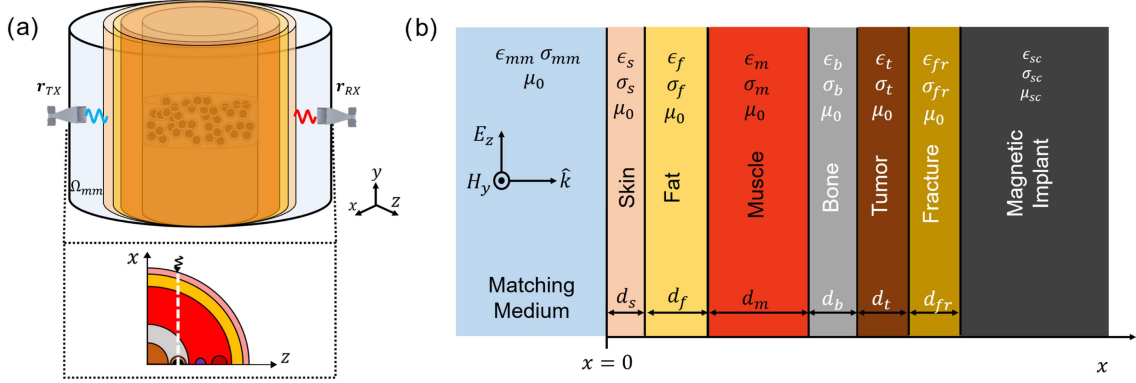 (a)
r_TX
r_RX
Ω_mm
y
x
z
x
z
(b)
ϵ_mm σ_mm
μ_0
E_z
H_y
k̂
Matching
Medium
ϵ_s
σ_s
μ_0
Skin
d_s
ϵ_f
σ_f
μ_0
Fat
d_f
ϵ_m
σ_m
μ_0
Muscle
d_m
ϵ_b
σ_b
μ_0
Bone
d_b
ϵ_t
σ_t
μ_0
Tumor
d_t
ϵ_fr
σ_fr
μ_0
Fracture
d_fr
ϵ_sc
σ_sc
μ_sc
Magnetic
Implant
x = 0
x